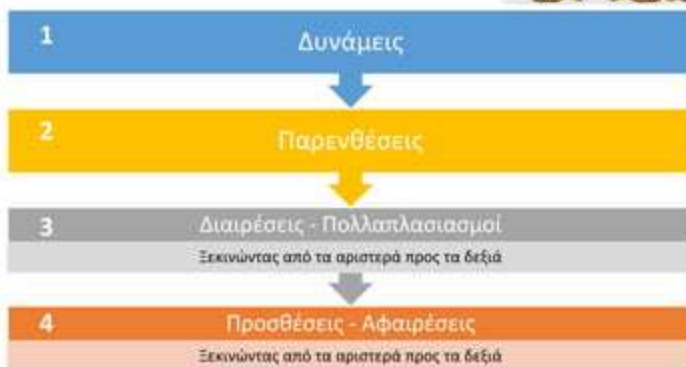 1 Δυνάμεις
2 Παρενθέσεις
3 Διαιρέσεις - Πολλαπλασιασμοί
Ξεκινώντας από τα αριστερά προς τα δεξιά
4 Προσθέσεις - Αφαιρέσεις
Ξεκινώντας από τα αριστερά προς τα δεξιά